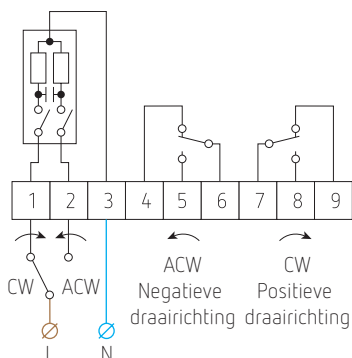 1 2 3 4 5 6 7 8 9
CW ACW
ACW
Negatieve
draairichting
CW
Positieve
draairichting
L N